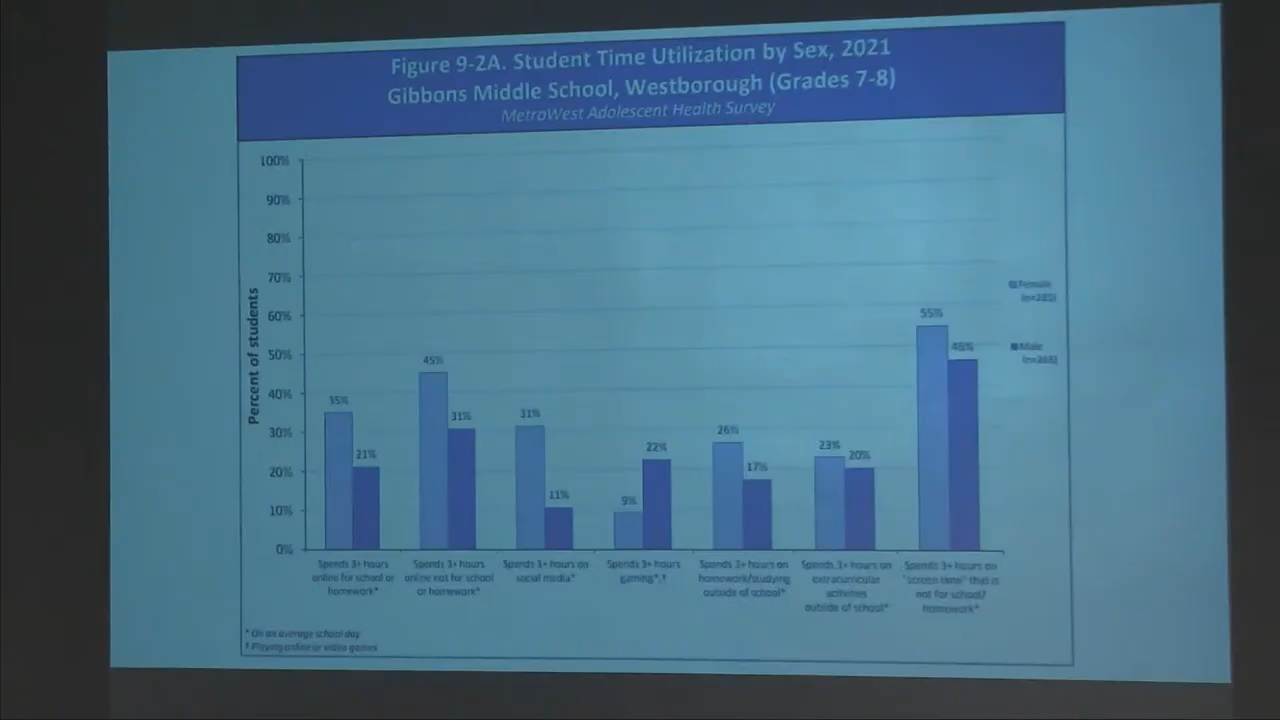 Figure 9-2A. Student Time Utilization by Sex, 2021
Gibbons Middle School, Westborough (Grades 7-8)
MetroWest Adolescent Health Survey
100%
90%
80%
70%
60%
50%
40%
30%
20%
10%
0%
Percent of students
35%
21%
45%
31%
31%
11%
9%
22%
26%
17%
23%
20%
55%
Female
Male
Spends 3+ hours
online for school or
homework*
Spends 3+ hours
online not for school
or homework*
Spends 3+ hours on
social media*
Spends 3+ hours
gaming*,†
Spends 3+ hours on
homework/studying
outside of school*
Spends 3+ hours on
extracurricular
activities
outside of school*
Spends 3+ hours on
"screen time" that is
not for school/
homework*
* On an average school day
† Playing online or video games